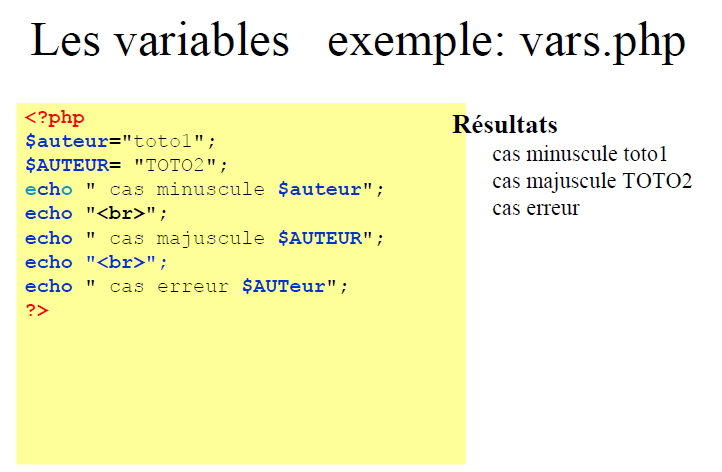 Les variables exemple: vars.php
<?php
$auteur="toto1";
$AUTEUR= "TOTO2";
echo " cas minuscule $auteur";
echo "<br>";
echo " cas majuscule $AUTEUR";
echo "<br>";
echo " cas erreur $AUTeur";
?>
Résultats
cas minuscule toto1
cas majuscule TOTO2
cas erreur